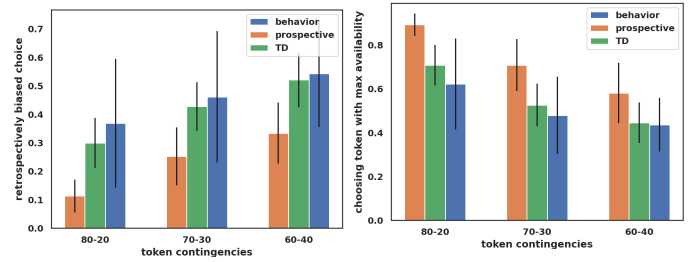 behavior
prospective
TD
0.7
0.6
0.5
0.4
0.3
0.2
0.1
0.0
retrospectively biased choice
80-20
70-30
60-40
token contingencies
behavior
prospective
TD
0.8
0.6
0.4
0.2
0.0
choosing token with max availability
80-20
70-30
60-40
token contingencies